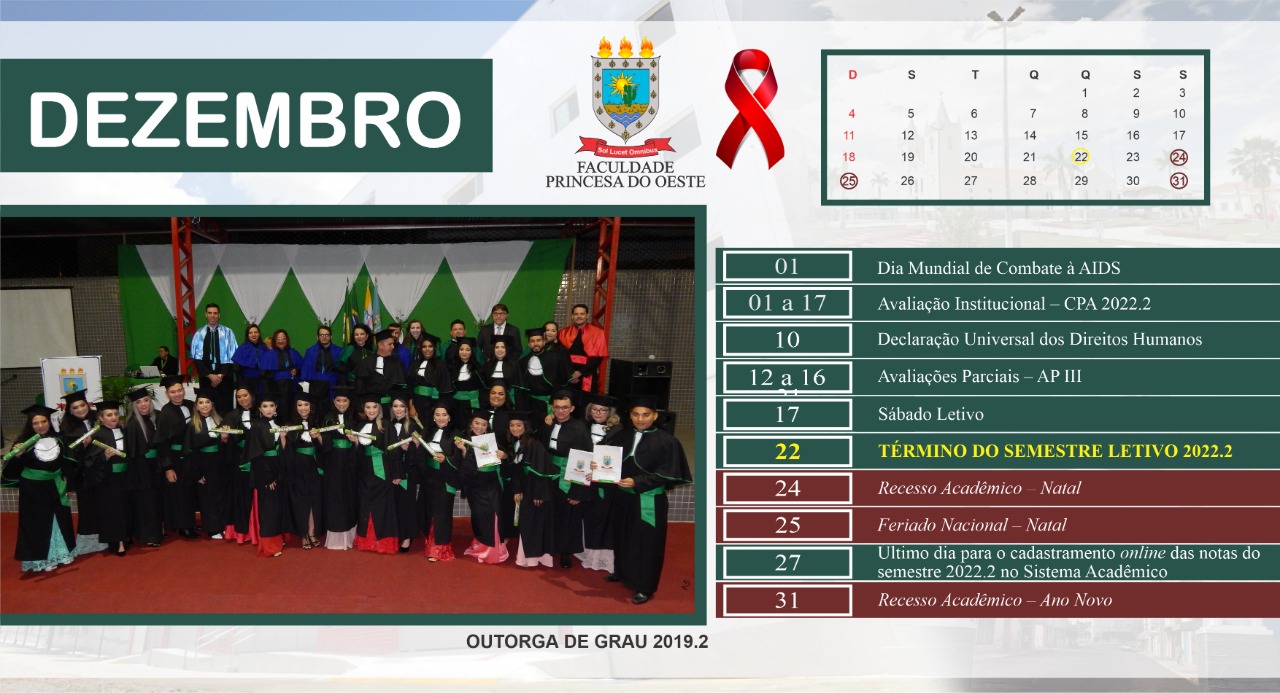 DEZEMBRO
Sol Lucet Omnibus
FACULDADE
PRINCESA DO OESTE
D S T Q Q S S
1 2 3
4 5 6 7 8 9 10
11 12 13 14 15 16 17
18 19 20 21 22 23 24
25 26 27 28 29 30 31
01 Dia Mundial de Combate à AIDS
01 a 17 Avaliação Institucional – CPA 2022.2
10 Declaração Universal dos Direitos Humanos
12 a 16 Avaliações Parciais – AP III
17 Sábado Letivo
22 TÉRMINO DO SEMESTRE LETIVO 2022.2
24 Recesso Acadêmico – Natal
25 Feriado Nacional – Natal
27 Ultimo dia para o cadastramento online das notas do
semestre 2022.2 no Sistema Acadêmico
31 Recesso Acadêmico – Ano Novo
OUTORGA DE GRAU 2019.2